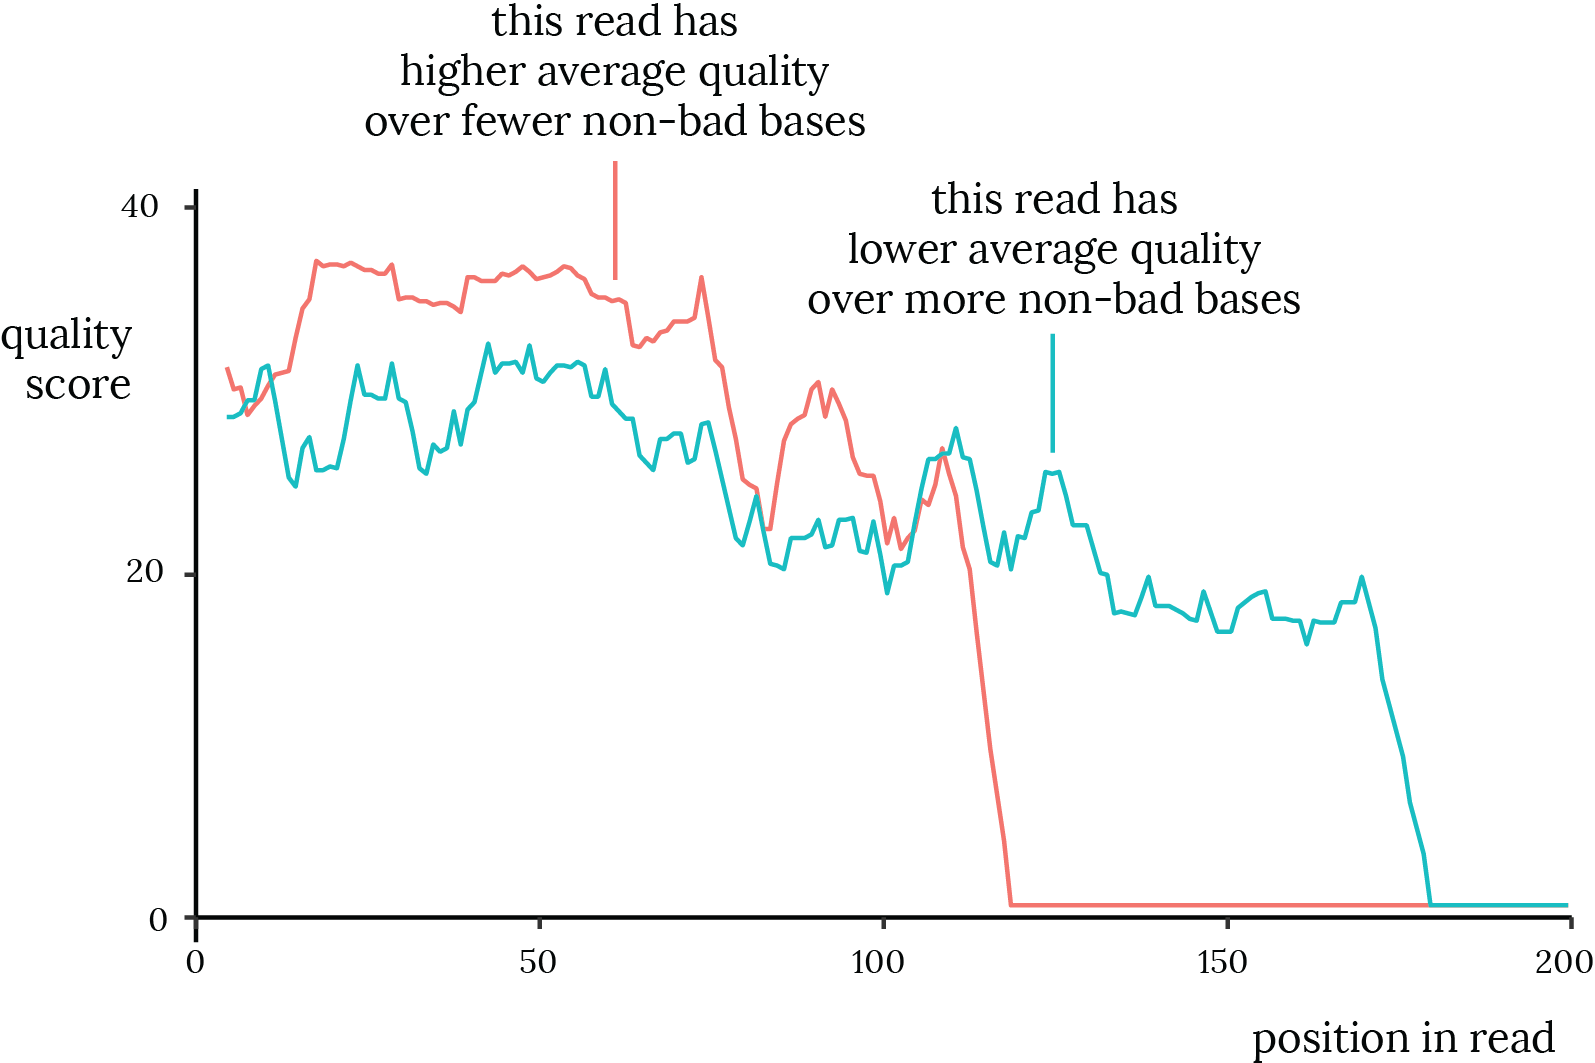 this read has
higher average quality
over fewer non-bad bases
this read has
lower average quality
over more non-bad bases
40
quality
score
20
0
0 50 100 150 200
position in read